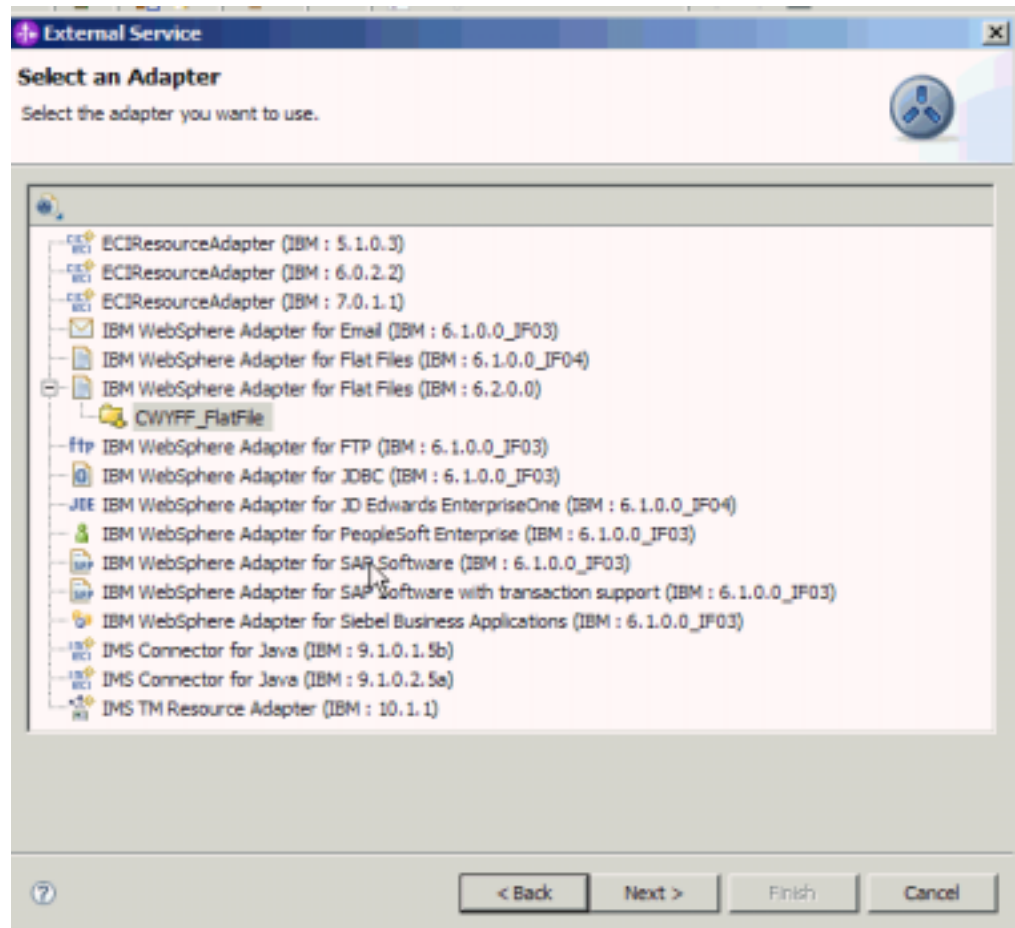 External Service
Select an Adapter
Select the adapter you want to use.
ECIResourceAdapter (IBM : 5.1.0.3)
ECIResourceAdapter (IBM : 6.0.2.2)
ECIResourceAdapter (IBM : 7.0.1.1)
IBM WebSphere Adapter for Email (IBM : 6.1.0.0_IF03)
IBM WebSphere Adapter for Flat Files (IBM : 6.1.0.0_IF04)
IBM WebSphere Adapter for Flat Files (IBM : 6.2.0.0)
CWYFF_FlatFile
ftp IBM WebSphere Adapter for FTP (IBM : 6.1.0.0_IF03)
IBM WebSphere Adapter for JDBC (IBM : 6.1.0.0_IF03)
JDE IBM WebSphere Adapter for JD Edwards EnterpriseOne (IBM : 6.1.0.0_IF04)
IBM WebSphere Adapter for PeopleSoft Enterprise (IBM : 6.1.0.0_IF03)
IBM WebSphere Adapter for SAP Software (IBM : 6.1.0.0_IF03)
IBM WebSphere Adapter for SAP Software with transaction support (IBM : 6.1.0.0_IF03)
IBM WebSphere Adapter for Siebel Business Applications (IBM : 6.1.0.0_IF03)
IMS Connector for Java (IBM : 9.1.0.1.5b)
IMS Connector for Java (IBM : 9.1.0.2.5a)
IMS TM Resource Adapter (IBM : 10.1.1)
< Back Next > Finish Cancel